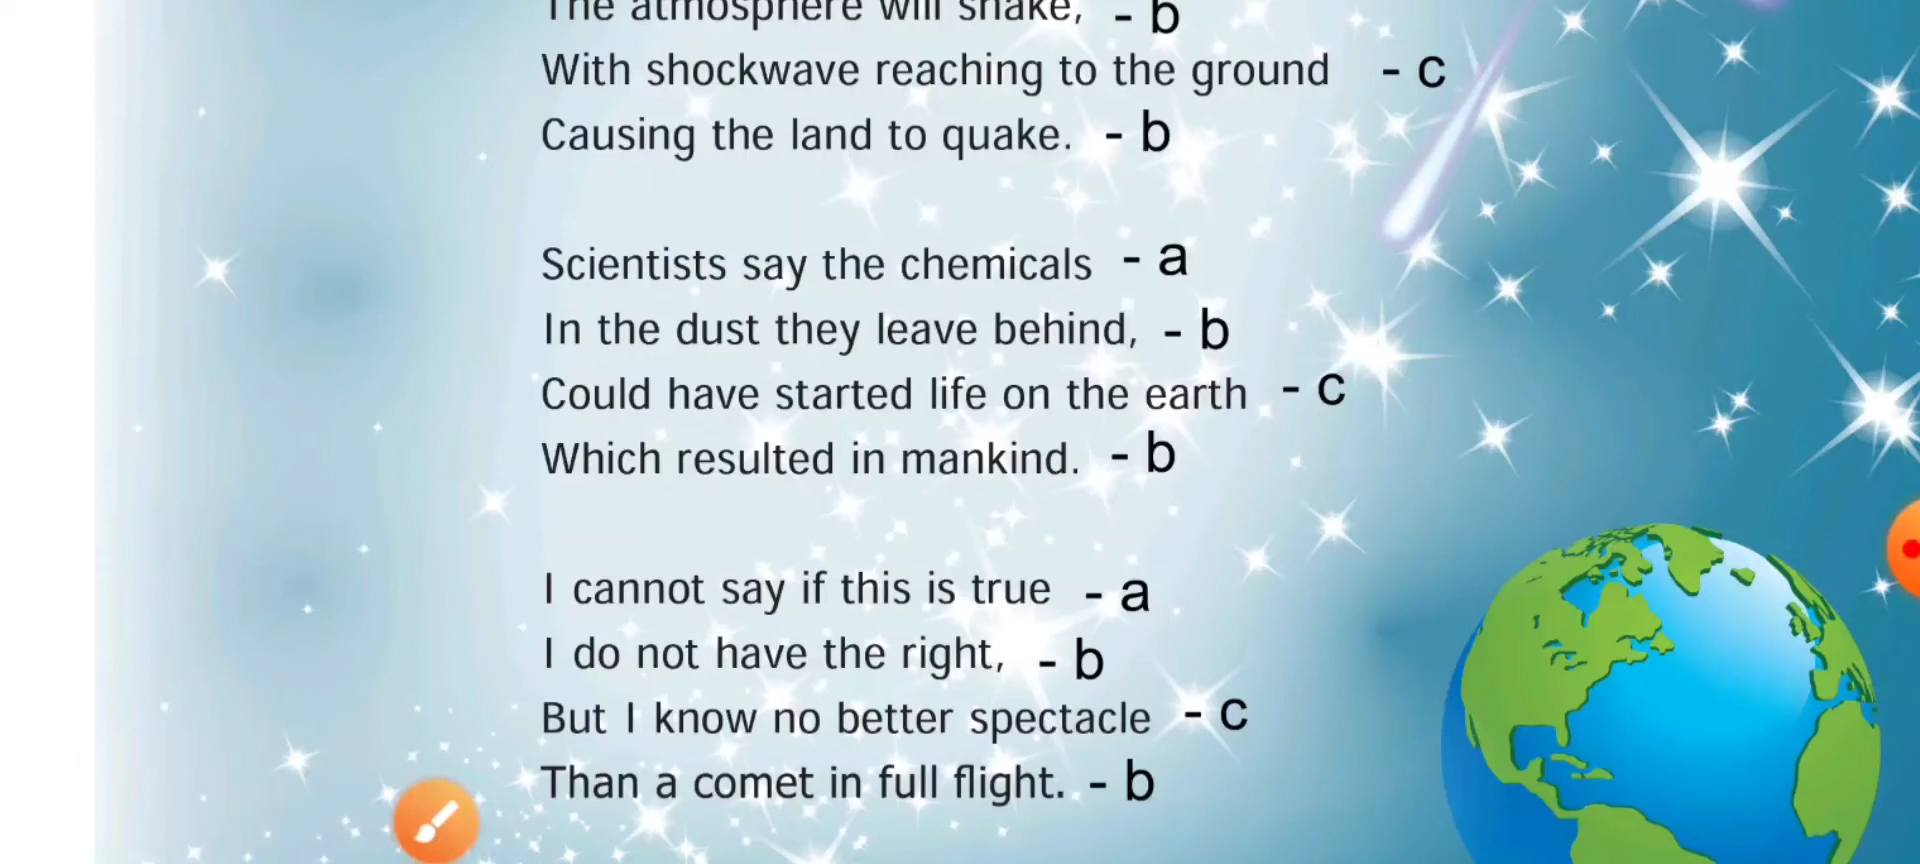 The atmosphere will shake, - b
With shockwave reaching to the ground - c
Causing the land to quake. - b

Scientists say the chemicals - a
In the dust they leave behind, - b
Could have started life on the earth - c
Which resulted in mankind. - b

I cannot say if this is true - a
I do not have the right, - b
But I know no better spectacle - c
Than a comet in full flight. - b